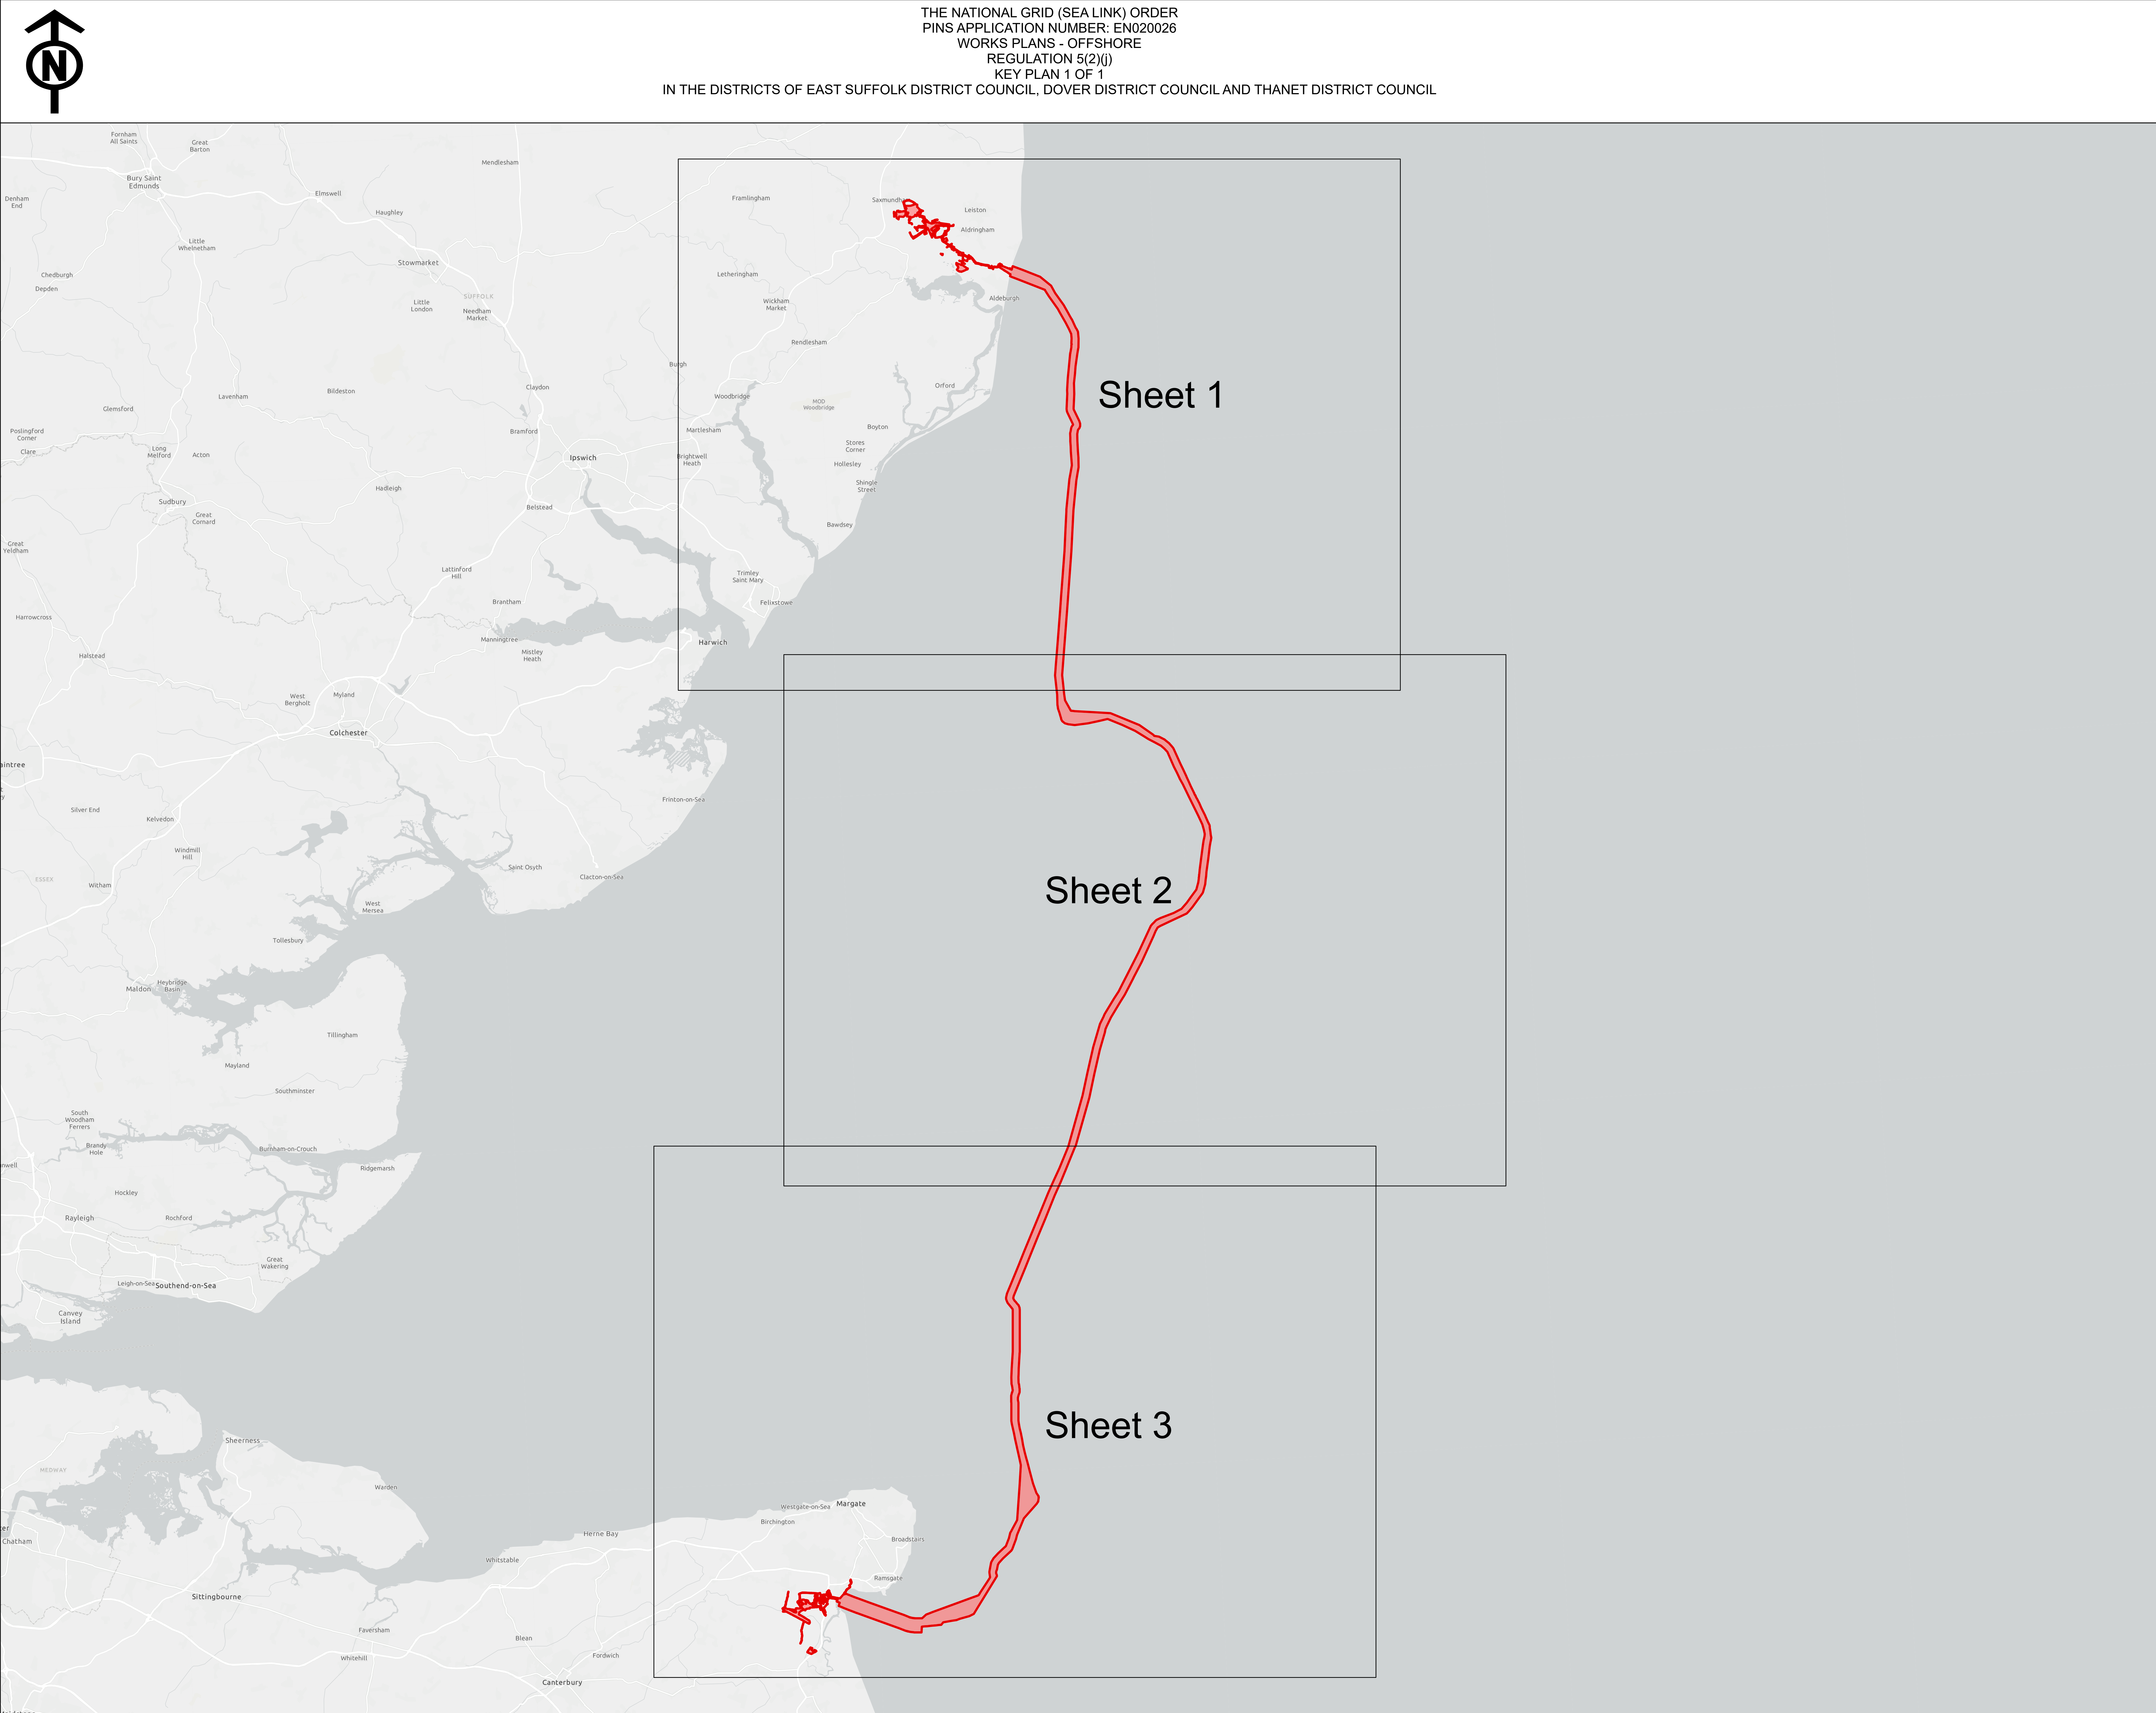 N
THE NATIONAL GRID (SEA LINK) ORDER
PINS APPLICATION NUMBER: EN020026
WORKS PLANS - OFFSHORE
REGULATION 5(2)(j)
KEY PLAN 1 OF 1
IN THE DISTRICTS OF EAST SUFFOLK DISTRICT COUNCIL, DOVER DISTRICT COUNCIL AND THANET DISTRICT COUNCIL
Fornham
All Saints
Great
Barton
Mendlesham
Bury Saint
Edmunds
Elmswell
Denham
End
Framlingham
Saxmundham
Leiston
Haughley
Aldringham
Little
Whelnetham
Stowmarket
Chedburgh
Letheringham
Depden
SUFFOLK
Aldeburgh
Little
London
Needham
Market
Wickham
Market
Rendlesham
Burgh
Claydon
Orford
Bildeston
Lavenham
Woodbridge
Sheet 1
MOD
Woodbridge
Glemsford
Boyton
Poslingford
Corner
Bramford
Martlesham
Stores
Corner
Clare
Long
Melford
Acton
Ipswich
Brightwell
Heath
Hollesley
Hadleigh
Shingle
Street
Sudbury
Belstead
Great
Cornard
Bawdsey
Great
Yeldham
Lattinford
Hill
Trimley
Saint Mary
Brantham
Felixstowe
Harrowcross
Manningtree
Harwich
Halstead
Mistley
Heath
West
Bergholt
Myland
Colchester
aintree
Frinton-on-Sea
Silver End
Kelvedon
Windmill
Hill
Saint Osyth
Clacton-on-Sea
ESSEX
Witham
Sheet 2
West
Mersea
Tollesbury
Maldon
Heybridge
Basin
Tillingham
Mayland
Southminster
South
Woodham
Ferrers
Brandy
Hole
Burnham-on-Crouch
nwell
Ridgemarsh
Hockley
Rayleigh
Rochford
Great
Wakering
Leigh-on-Sea
Southend-on-Sea
Canvey
Island
Sheet 3
Sheerness
MEDWAY
Warden
Westgate-on-Sea
Margate
Birchington
er
Chatham
Herne Bay
Broadstairs
Whitstable
Ramsgate
Sittingbourne
Faversham
Blean
Whitehill
Fordwich
Canterbury